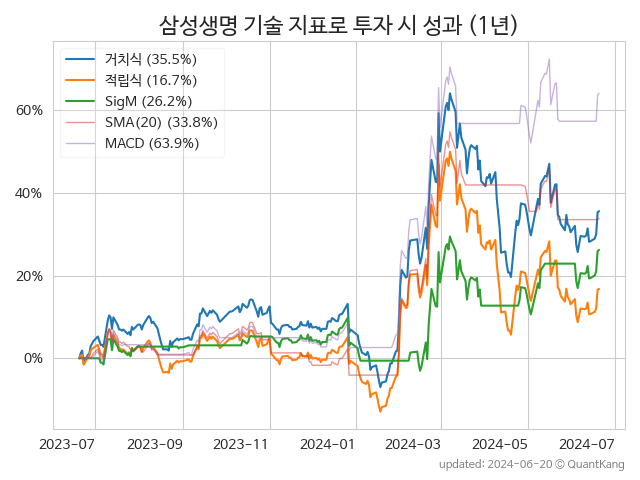 삼성생명 기술 지표로 투자 시 성과 (1년)
거치식 (35.5%)
적립식 (16.7%)
SigM (26.2%)
SMA(20) (33.8%)
MACD (63.9%)
60%
40%
20%
0%
2023-07 2023-09 2023-11 2024-01 2024-03 2024-05 2024-07
updated: 2024-06-20 © QuantKang